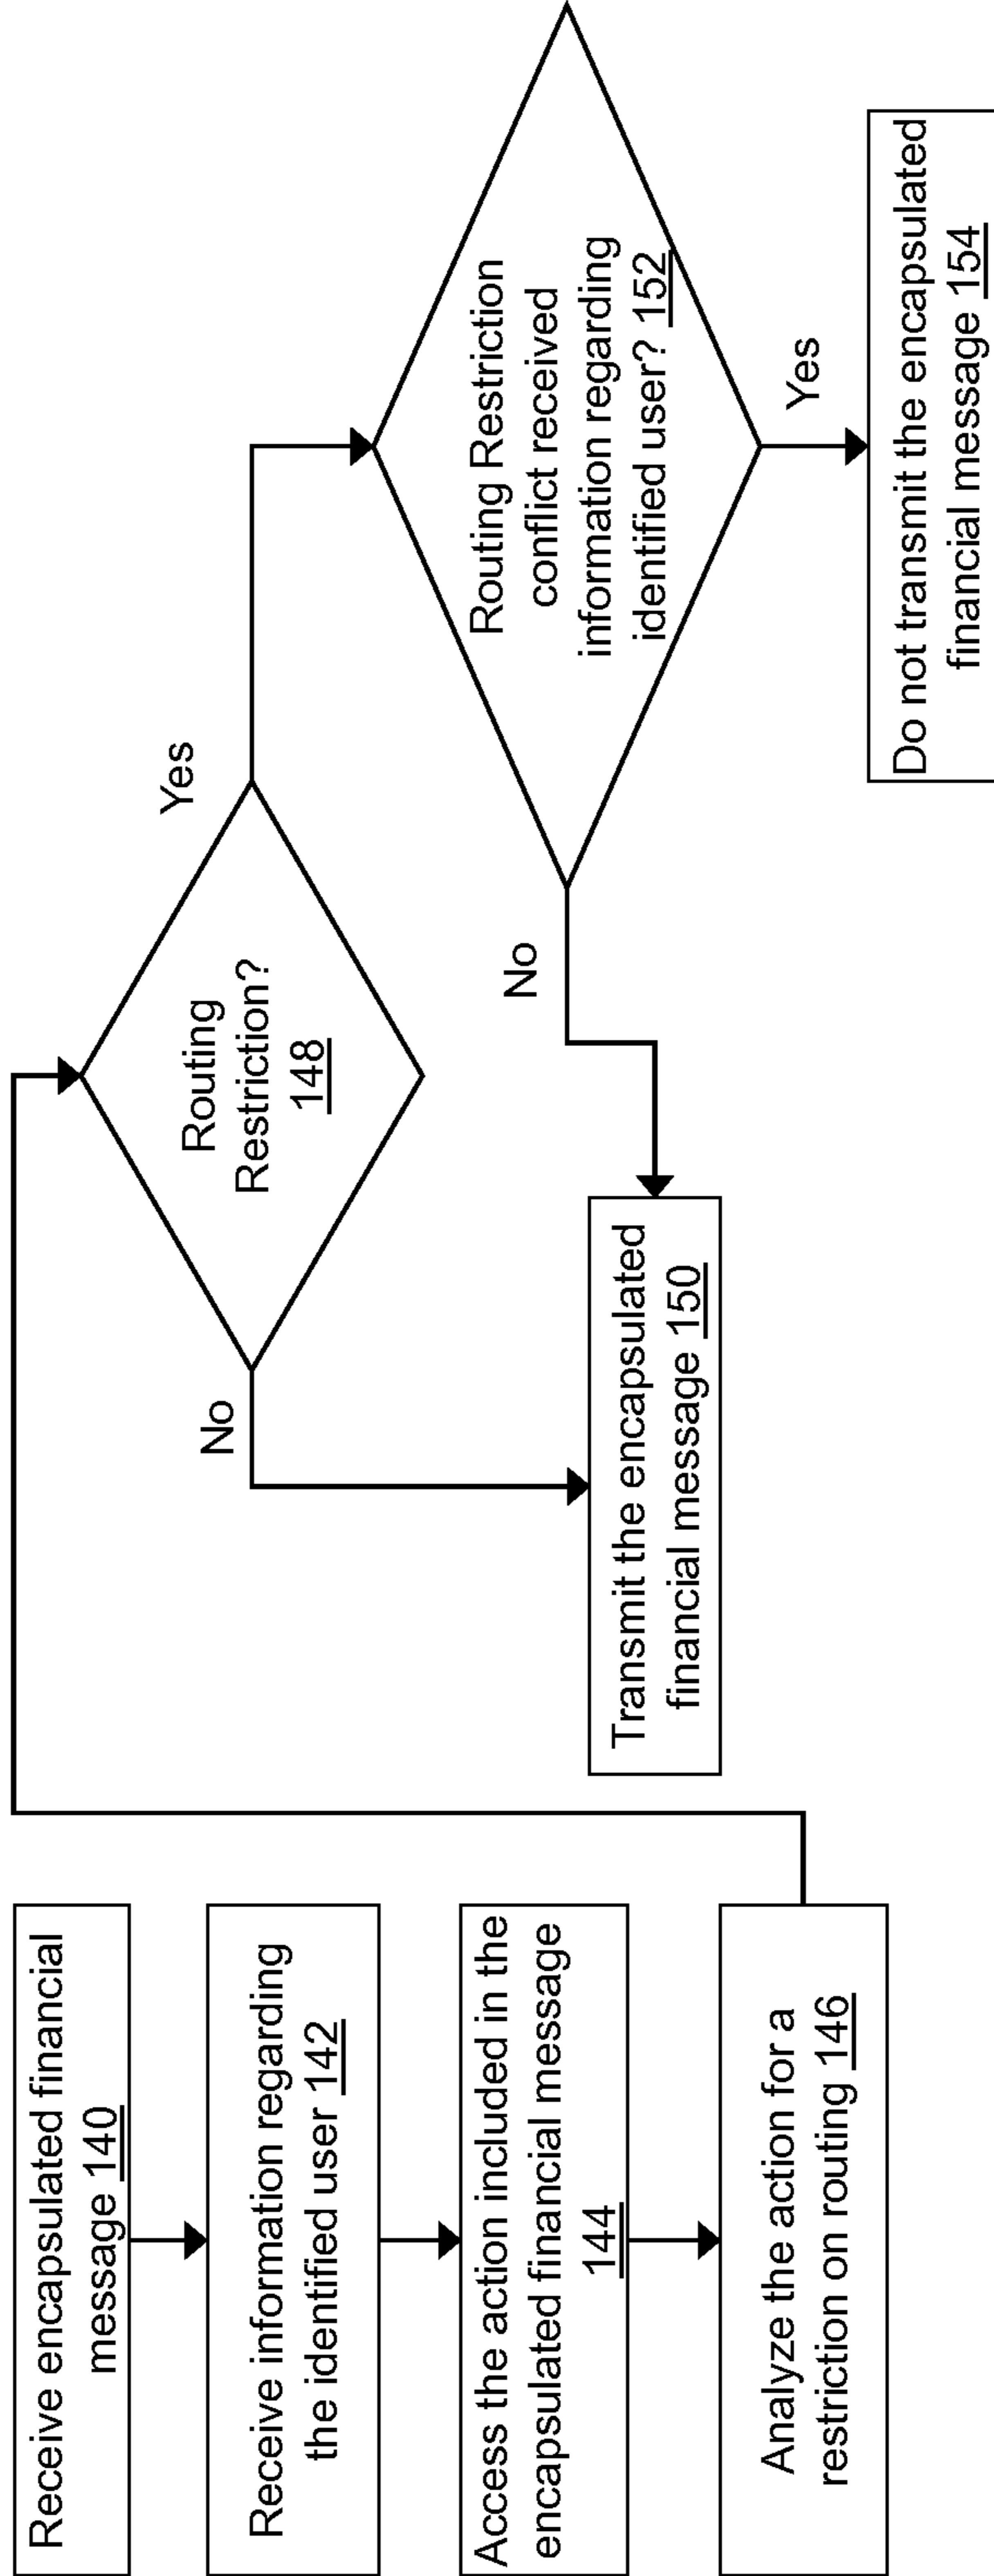 Receive encapsulated financial
message 140
Receive information regarding
the identified user 142
Access the action included in the
encapsulated financial message
144
Analyze the action for a
restriction on routing 146
Routing
Restriction?
148
No
Yes
Transmit the encapsulated
financial message 150
Routing Restriction
conflict received
information regarding
identified user? 152
No
Yes
Do not transmit the encapsulated
financial message 154